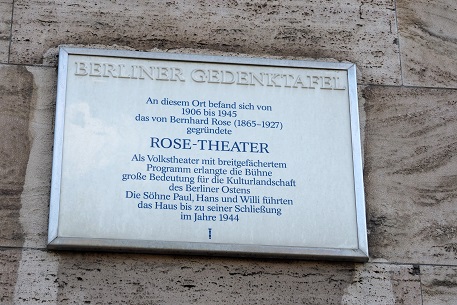 BERLINER GEDENKTAFEL
An diesem Ort befand sich von
1906 bis 1945
das von Bernhard Rose (1865–1927)
gegründete
ROSE-THEATER
Als Volkstheater mit breitgefächertem
Programm erlangte die Bühne
große Bedeutung für die Kulturlandschaft
des Berliner Ostens
Die Söhne Paul, Hans und Willi führten
das Haus bis zu seiner Schließung
im Jahre 1944